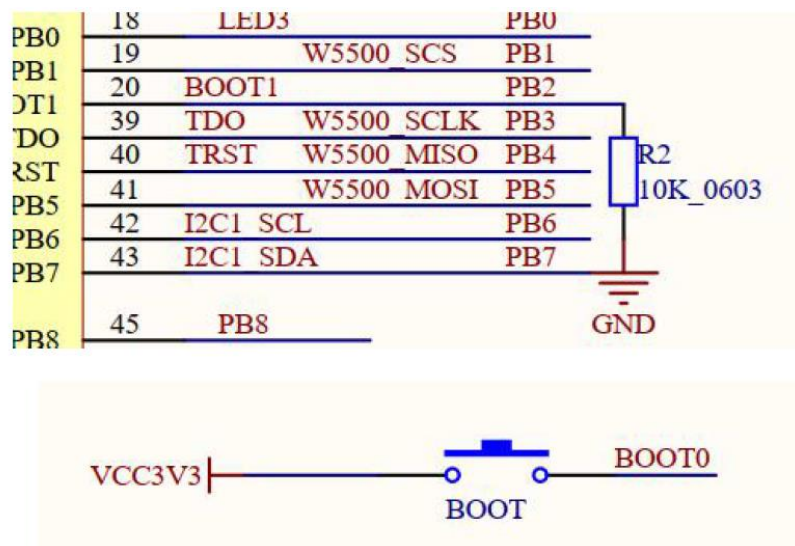 18 LED3 PB0
PB0
19 W5500_SCS PB1
PB1
20 BOOT1 PB2
OT1
39 TDO W5500_SCLK PB3
TDO
40 TRST W5500_MISO PB4 R2
RST
41 W5500_MOSI PB5 10K_0603
PB5
42 I2C1_SCL PB6
PB6
43 I2C1_SDA PB7
PB7
45 PB8 GND
PB8
VCC3V3 BOOT0
BOOT